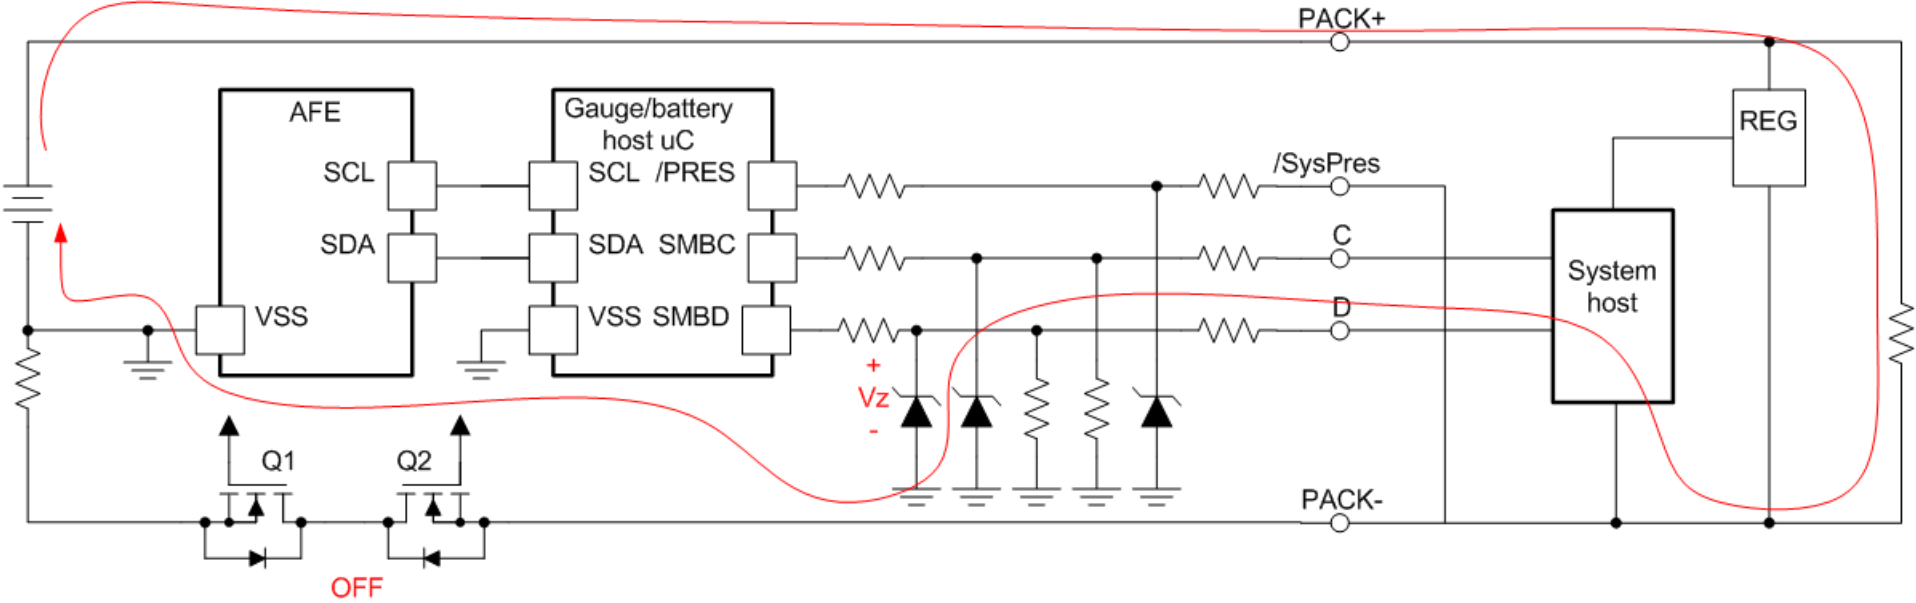 PACK+
AFE
Gauge/battery
host uC
REG
SCL
SCL /PRES
/SysPres
SDA
SDA SMBC
C
System
host
VSS
VSS SMBD
D
+
Vz
-
Q1
Q2
PACK-
OFF